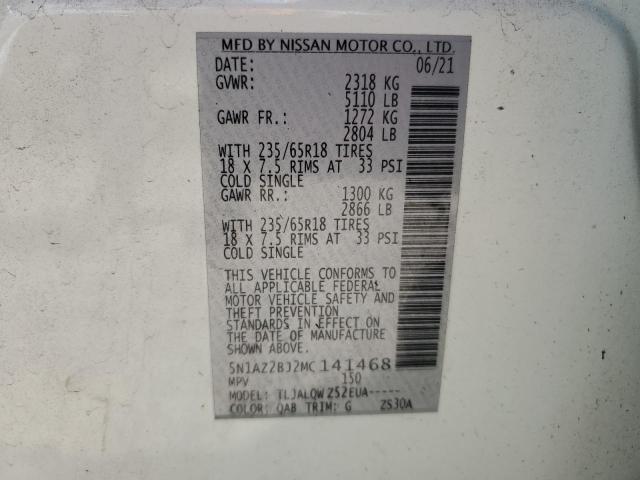 MFD BY NISSAN MOTOR CO., LTD.
DATE: 06/21
GVWR: 2318 KG
5110 LB
GAWR FR.: 1272 KG
2804 LB
WITH 235/65R18 TIRES
18 X 7.5 RIMS AT 33 PSI
COLD SINGLE
GAWR RR.: 1300 KG
2866 LB
WITH 235/65R18 TIRES
18 X 7.5 RIMS AT 33 PSI
COLD SINGLE
THIS VEHICLE CONFORMS TO
ALL APPLICABLE FEDERAL
MOTOR VEHICLE SAFETY AND
THEFT PREVENTION
STANDARDS IN EFFECT ON
THE DATE OF MANUFACTURE
SHOWN ABOVE.
5N1AZ2BJ2MC141468
MPV 150
MODEL: TLJALQWZ52EUA-----
COLOR: QAB TRIM: G ZS30A